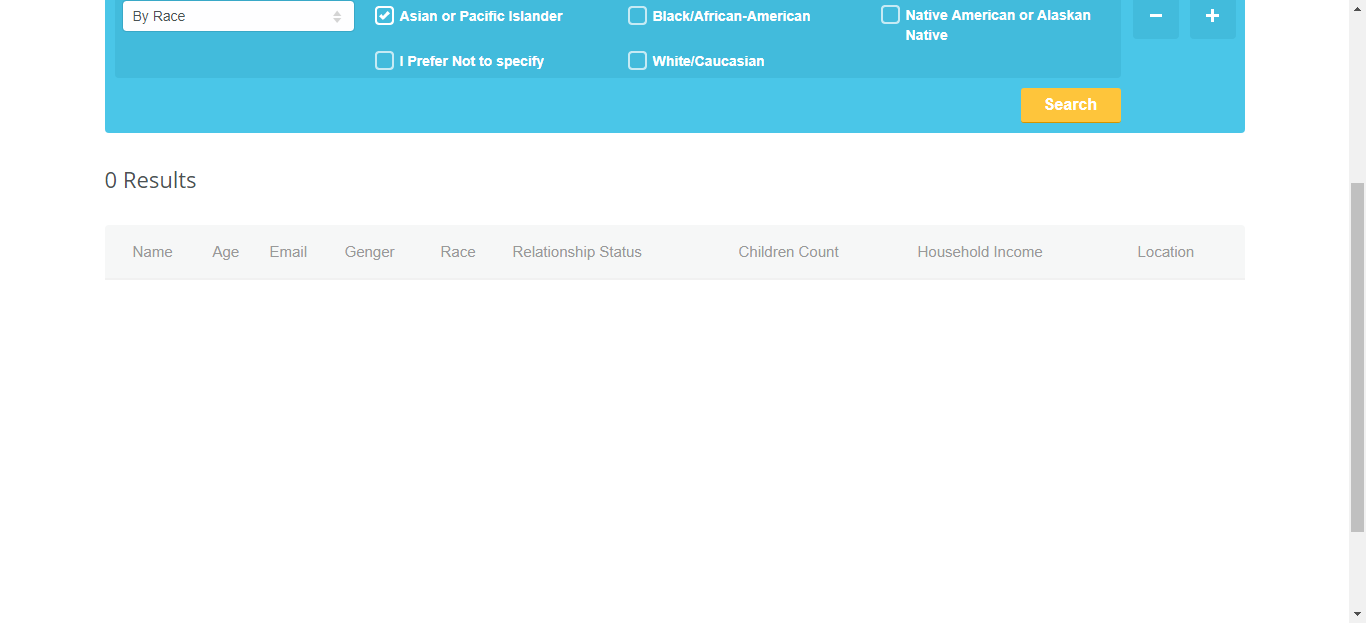 By Race
Asian or Pacific Islander
Black/African-American
Native American or Alaskan
Native
I Prefer Not to specify
White/Caucasian
Search
0 Results
Name Age Email Genger Race Relationship Status Children Count Household Income Location